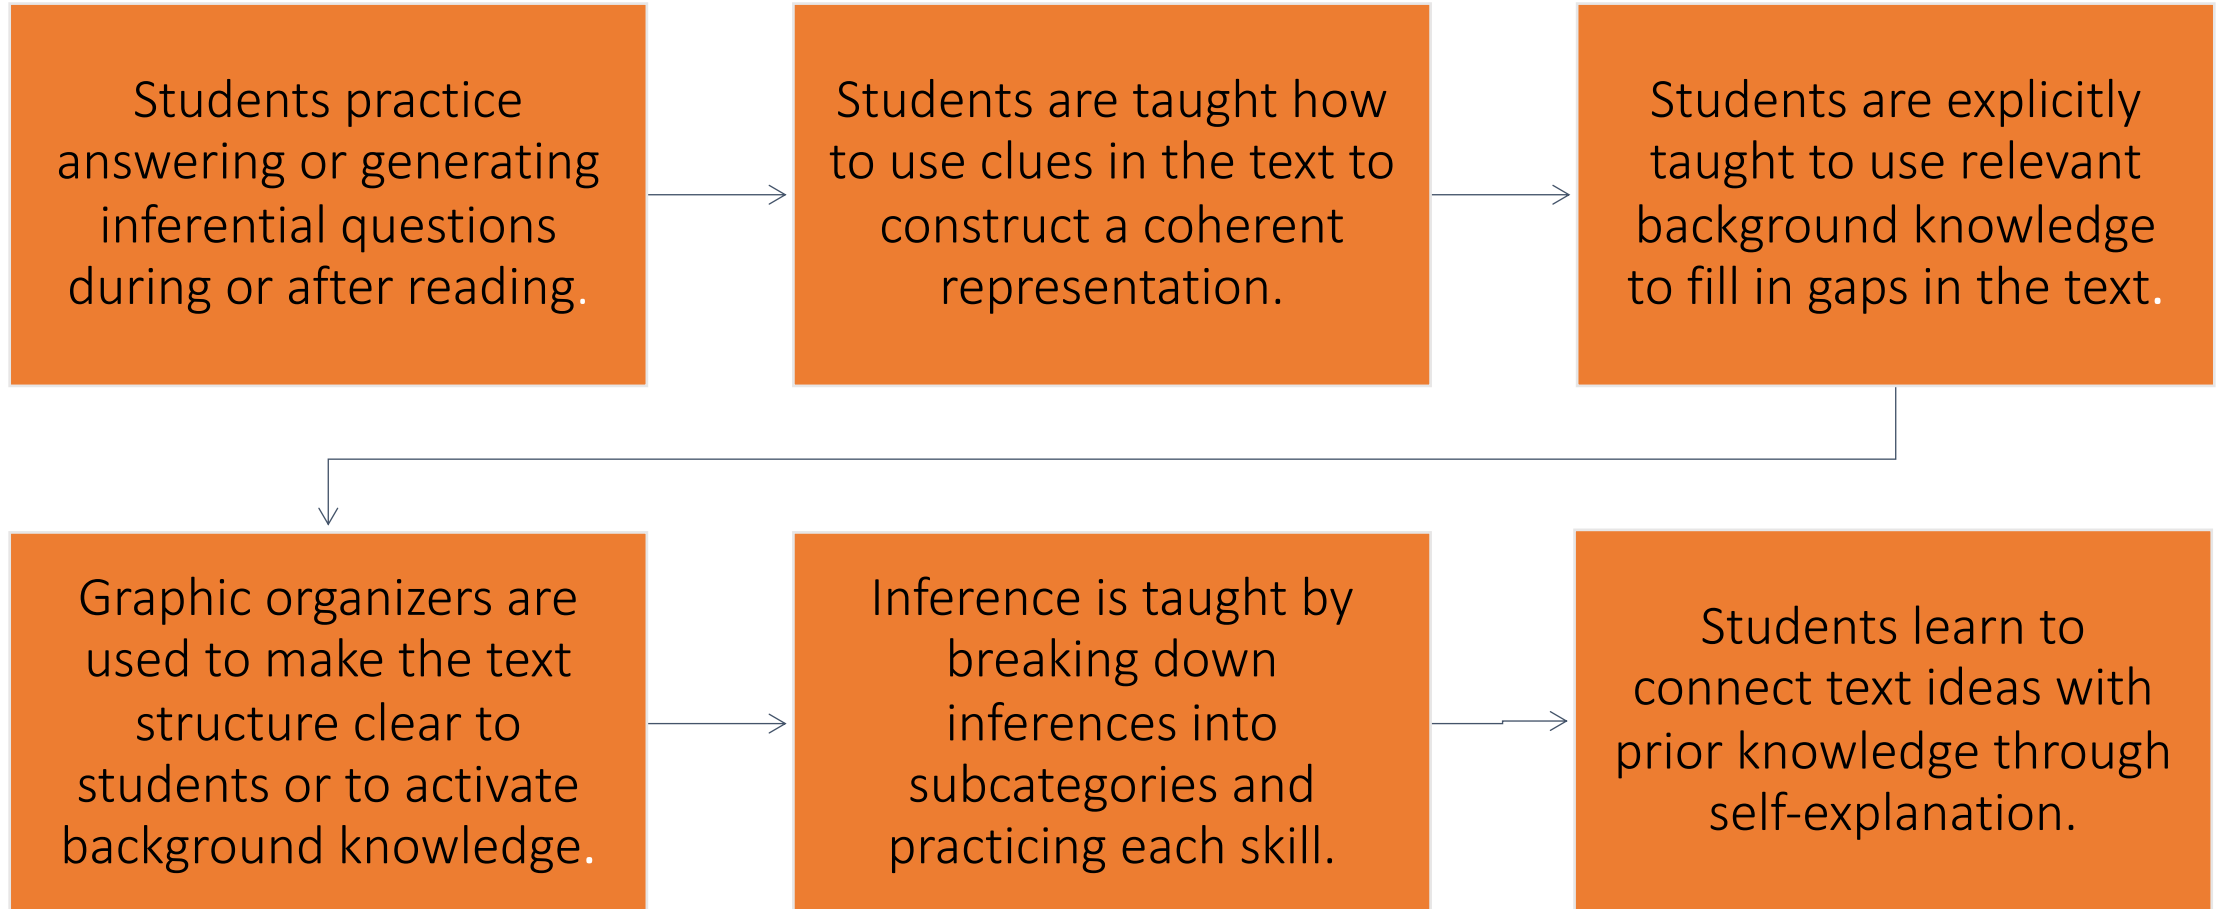 Students practice
answering or generating
inferential questions
during or after reading.
Students are taught how
to use clues in the text to
construct a coherent
representation.
Students are explicitly
taught to use relevant
background knowledge
to fill in gaps in the text.
Graphic organizers are
used to make the text
structure clear to
students or to activate
background knowledge.
Inference is taught by
breaking down
inferences into
subcategories and
practicing each skill.
Students learn to
connect text ideas with
prior knowledge through
self-explanation.